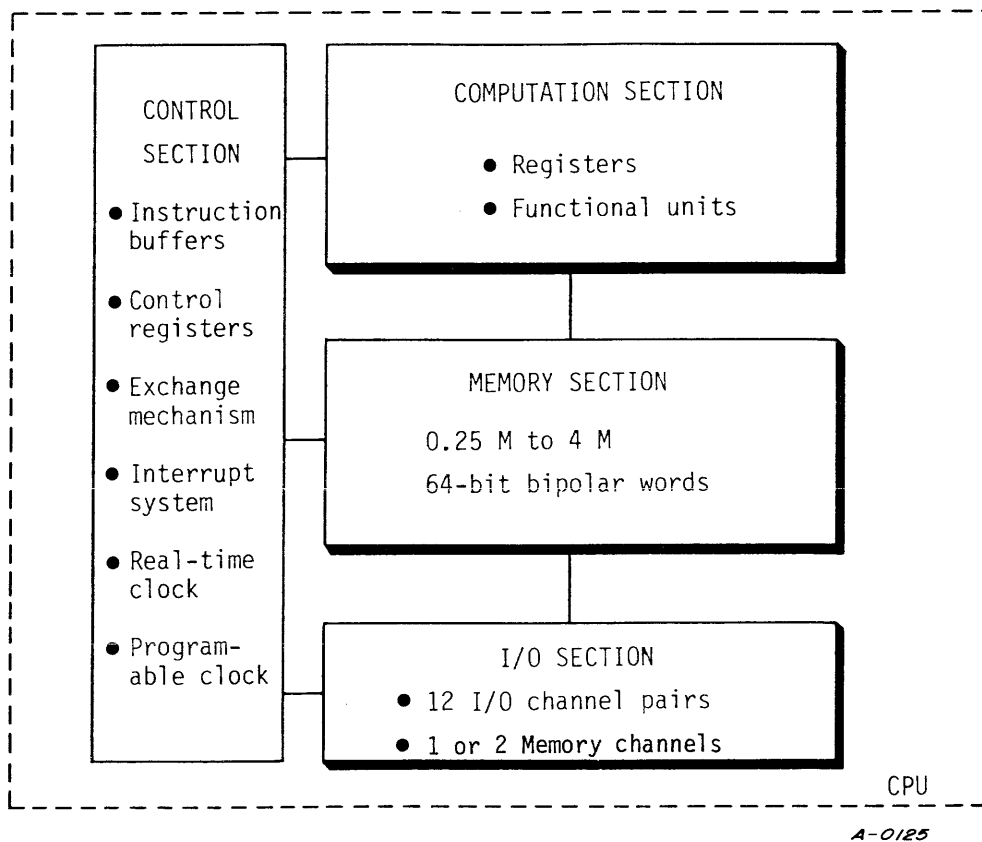 CONTROL
SECTION
● Instruction
buffers
● Control
registers
● Exchange
mechanism
● Interrupt
system
● Real-time
clock
● Program-
able clock
COMPUTATION SECTION
● Registers
● Functional units
MEMORY SECTION
0.25 M to 4 M
64-bit bipolar words
I/O SECTION
● 12 I/O channel pairs
● 1 or 2 Memory channels
CPU
A-0125